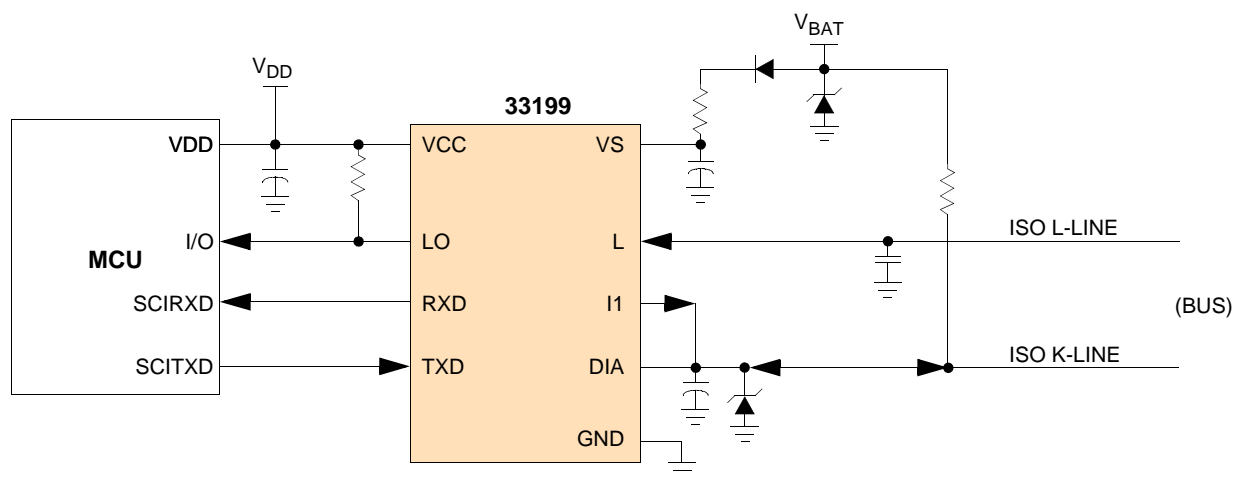 VBAT
VDD
33199
VDD
VCC
VS
I/O
LO
L
ISO L-LINE
MCU
SCIRXD
RXD
I1
(BUS)
SCITXD
TXD
DIA
ISO K-LINE
GND